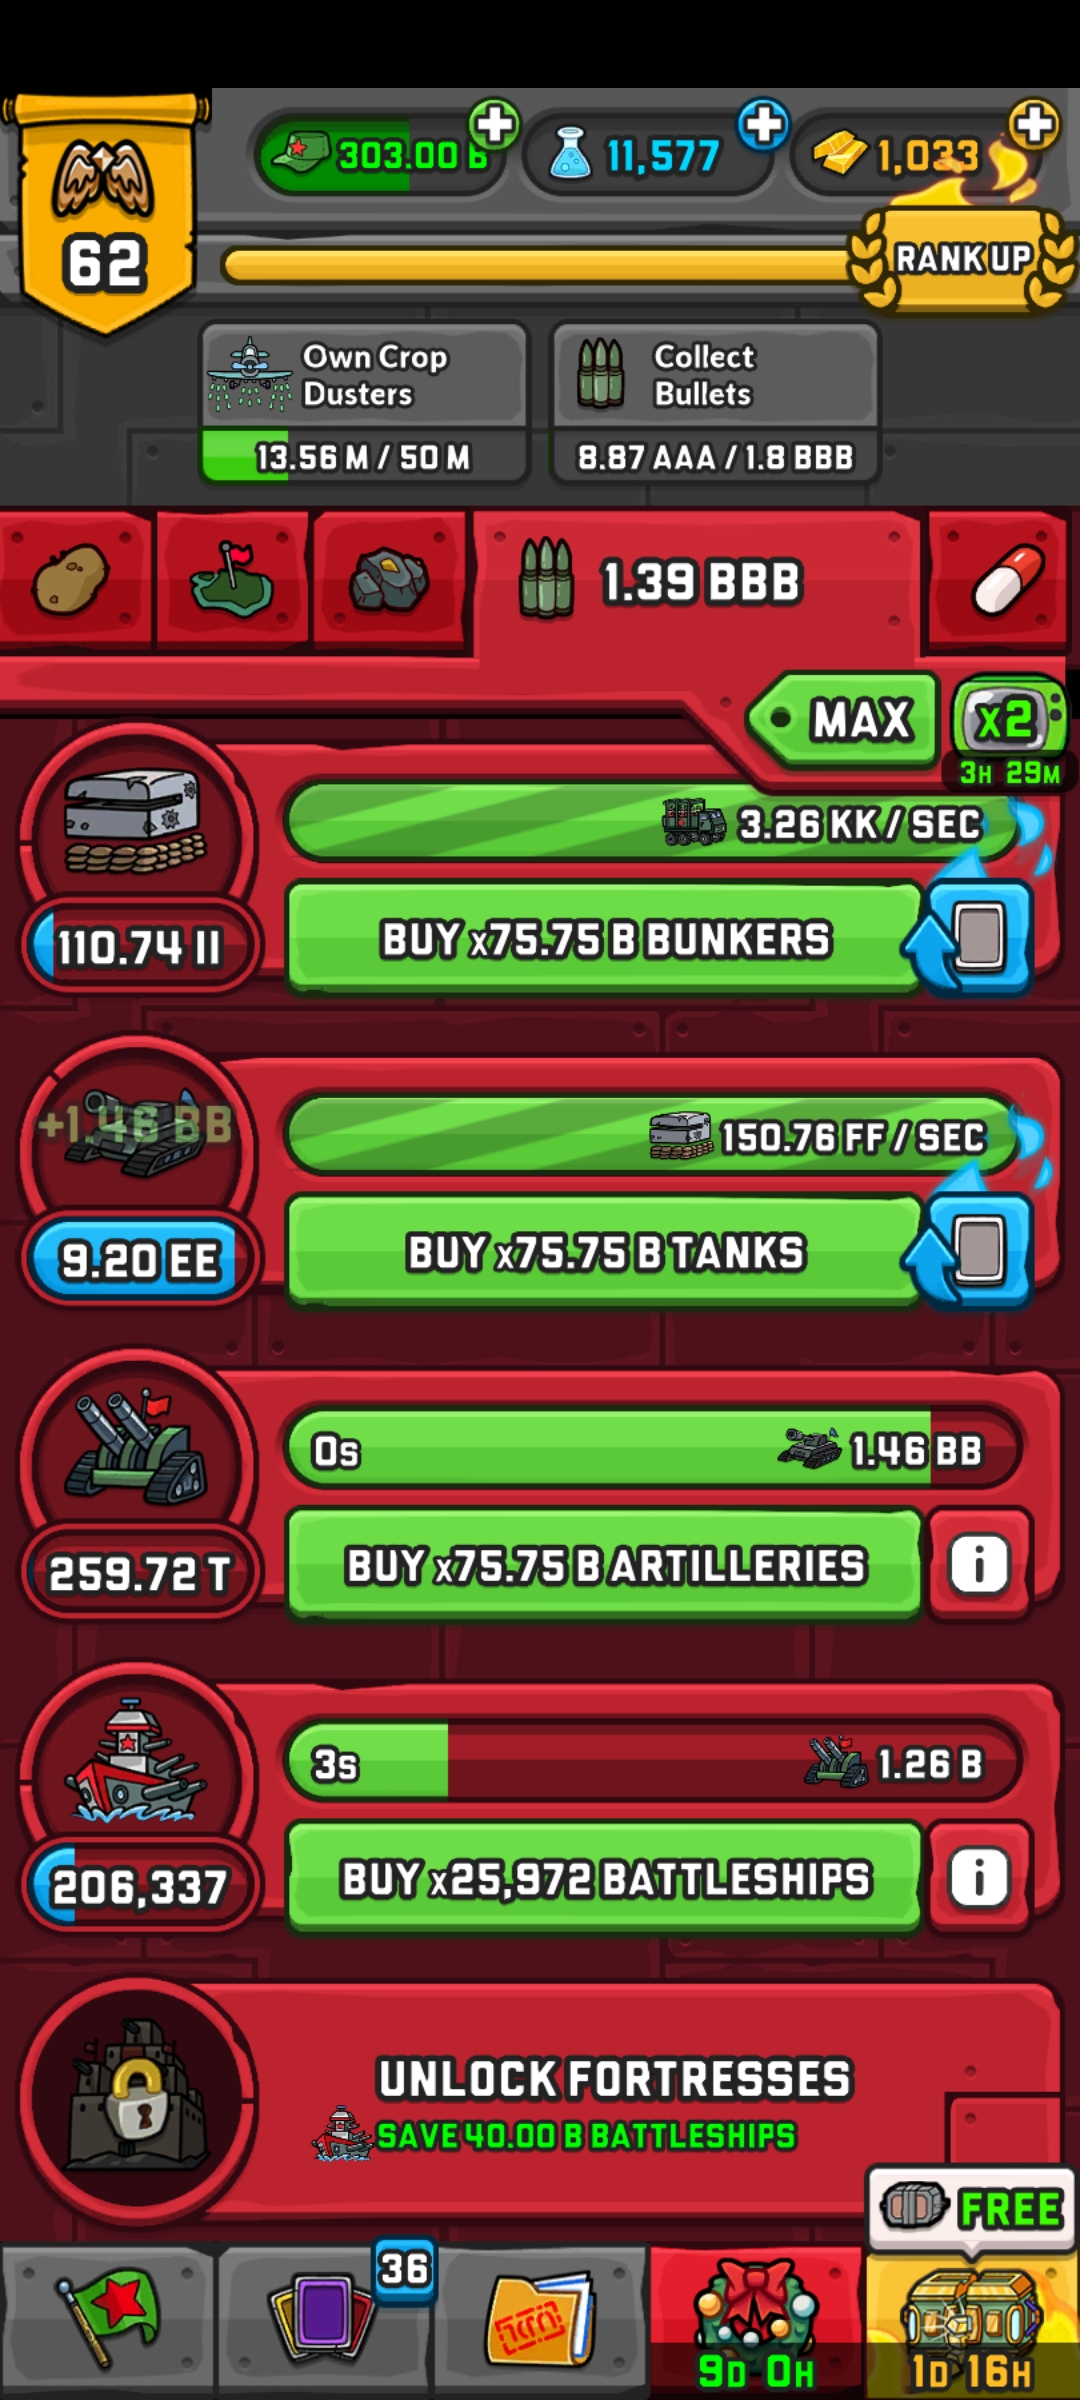 303.00 B
11,577
1,033
62
RANK UP
Own Crop
Dusters
13.56 M / 50 M
Collect
Bullets
8.87 AAA / 1.8 BBB
1.39 BBB
MAX
x2
3H 29M
3.26 KK / SEC
110.74 II
BUY x75.75 B BUNKERS
+1.46 BB
150.76 FF / SEC
9.20 EE
BUY x75.75 B TANKS
0s
1.46 BB
259.72 T
BUY x75.75 B ARTILLERIES
3s
1.26 B
206,337
BUY x25,972 BATTLESHIPS
UNLOCK FORTRESSES
SAVE 40.00 B BATTLESHIPS
FREE
36
9D 0H
1D 16H